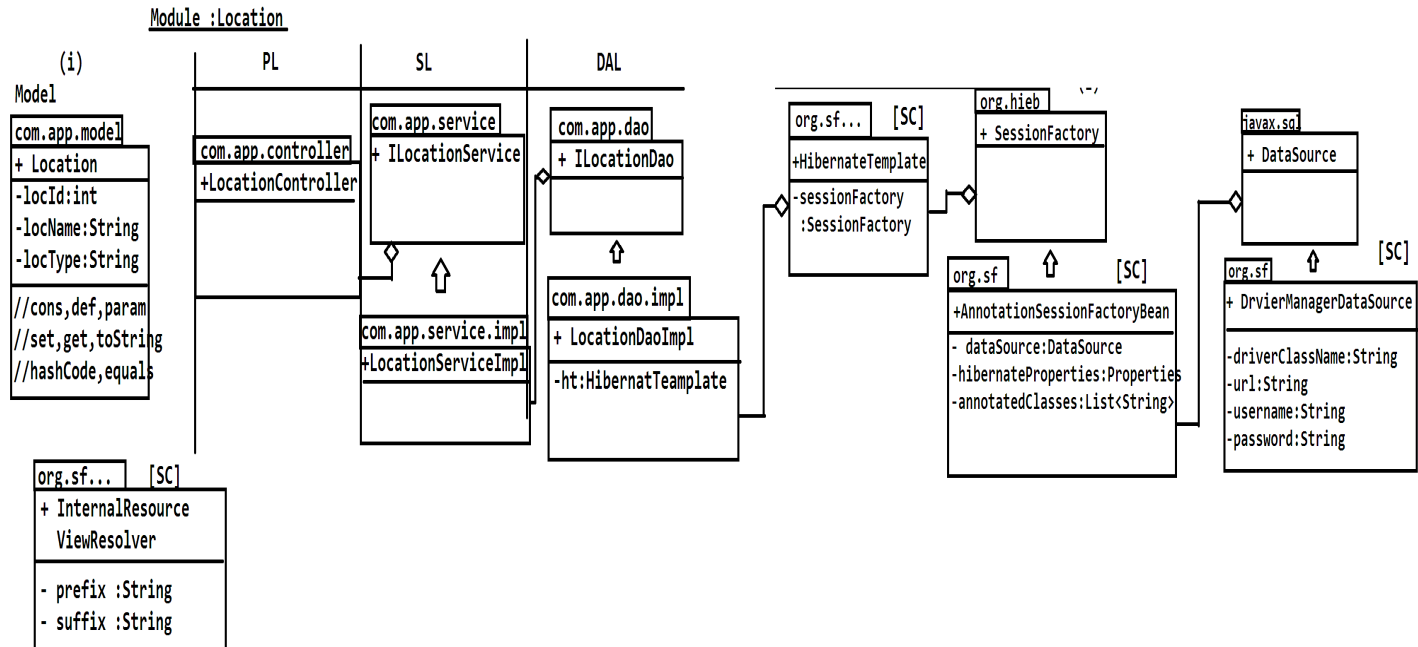 Module :Location
(i)
PL
SL
DAL
Model
com.app.model
+ Location
-locId:int
-locName:String
-locType:String
//cons,def,param
//set,get,toString
//hashCode,equals
com.app.controller
+LocationController
com.app.service
+ ILocationService
com.app.service.impl
+LocationServiceImpl
com.app.dao
+ ILocationDao
com.app.dao.impl
+ LocationDaoImpl
-ht:HibernatTeamplate
org.sf...
[SC]
+HibernateTemplate
-sessionFactory
:SessionFactory
org.hieb
+ SessionFactory
org.sf
[SC]
+AnnotationSessionFactoryBean
- dataSource:DataSource
-hibernateProperties:Properties
-annotatedClasses:List<String>
javax.sql
+ DataSource
[SC]
org.sf
+ DrvierManagerDataSource
-driverClassName:String
-url:String
-username:String
-password:String
org.sf...
[SC]
+ InternalResource
ViewResolver
- prefix :String
- suffix :String